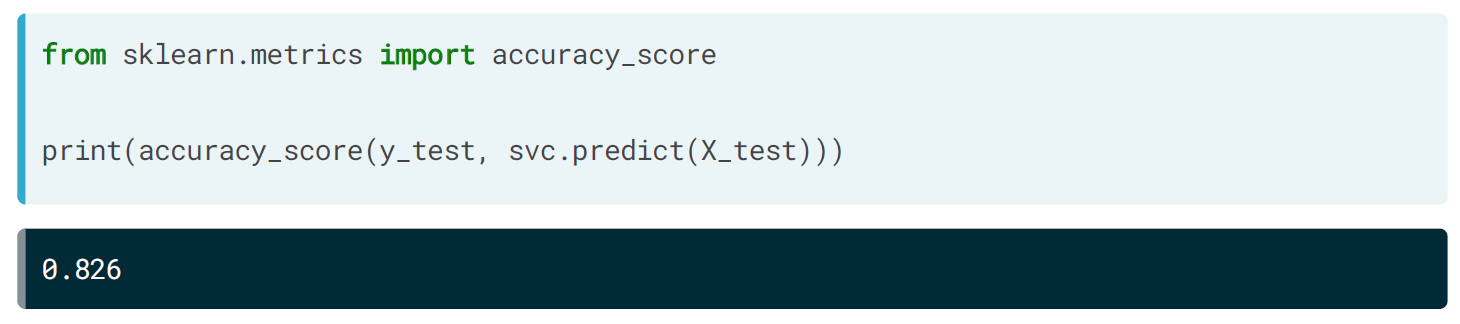 from sklearn.metrics import accuracy_score
print(accuracy_score(y_test, svc.predict(X_test)))
0.826